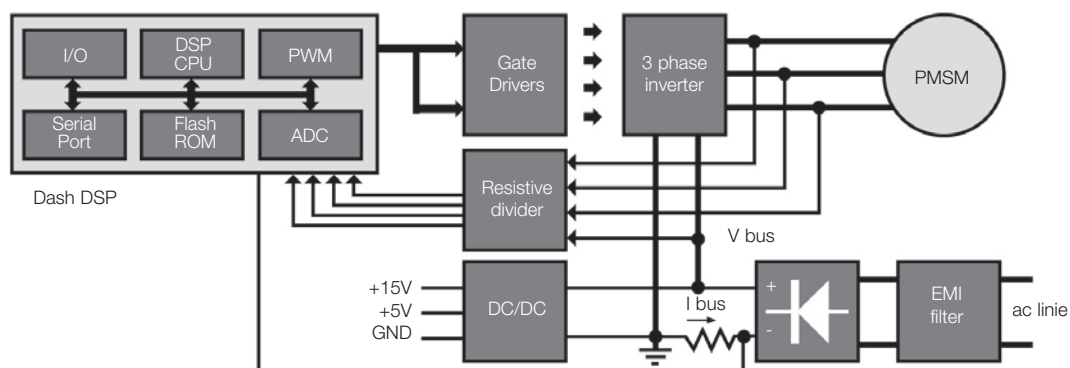 I/O
DSP
CPU
PWM
Serial
Port
Flash
ROM
ADC
Dash DSP
Gate
Drivers
3 phase
inverter
PMSM
Resistive
divider
V bus
+15V
+5V
GND
DC/DC
I bus
+
-
EMI
filter
ac linie